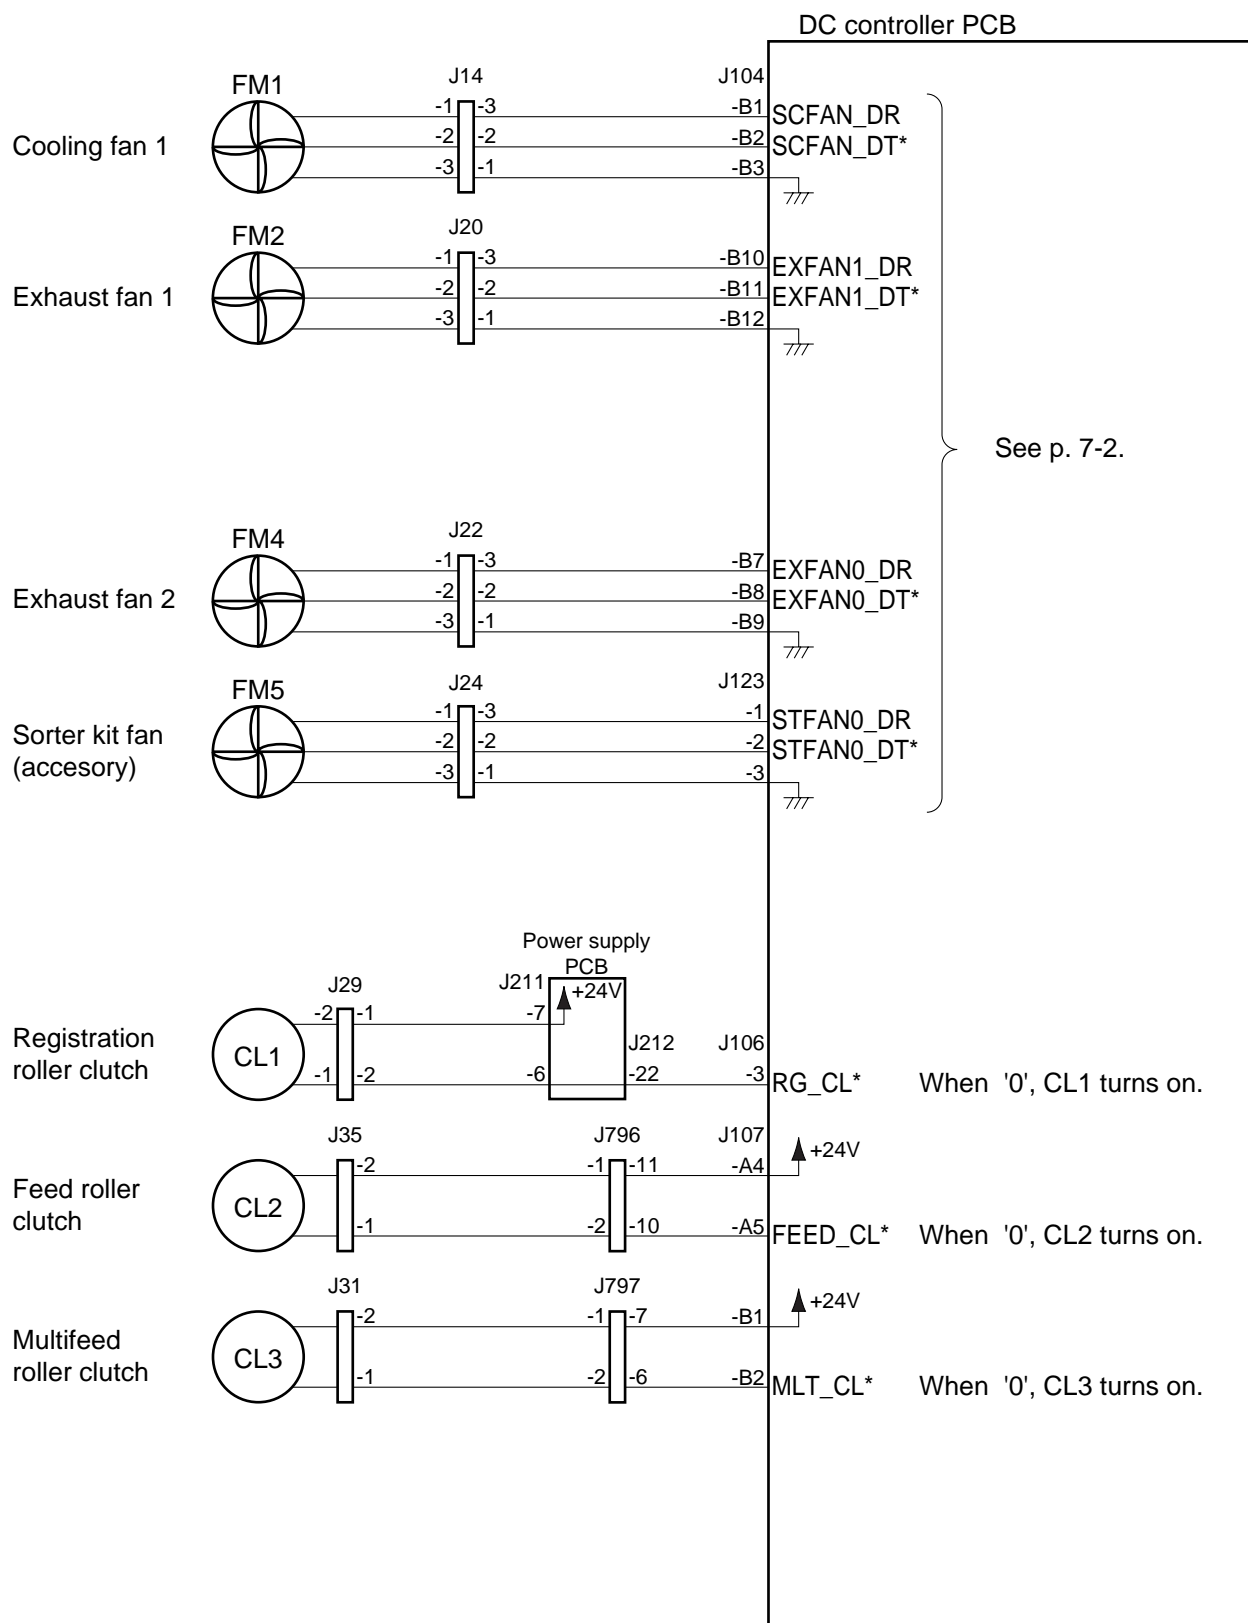 DC controller PCB
FM1 J14 J104
Cooling fan 1
-1 -3 -B1 SCFAN_DR
-2 -2 -B2 SCFAN_DT*
-3 -1 -B3
FM2 J20
Exhaust fan 1
-1 -3 -B10 EXFAN1_DR
-2 -2 -B11 EXFAN1_DT*
-3 -1 -B12
See p. 7-2.
FM4 J22
Exhaust fan 2
-1 -3 -B7 EXFAN0_DR
-2 -2 -B8 EXFAN0_DT*
-3 -1 -B9
FM5 J24 J123
Sorter kit fan
(accesory)
-1 -3 -1 STFAN0_DR
-2 -2 -2 STFAN0_DT*
-3 -1 -3
Power supply
PCB
Registration
roller clutch
CL1 J29 J211 +24V
-2 -1 -7
J212 J106
-1 -2 -6 -22 -3 RG_CL* When '0', CL1 turns on.
Feed roller
clutch
CL2 J35 J796 J107
-2 -1 -11 -A4 +24V
-1 -2 -10 -A5 FEED_CL* When '0', CL2 turns on.
Multifeed
roller clutch
CL3 J31 J797
-2 -1 -7 -B1 +24V
-1 -2 -6 -B2 MLT_CL* When '0', CL3 turns on.